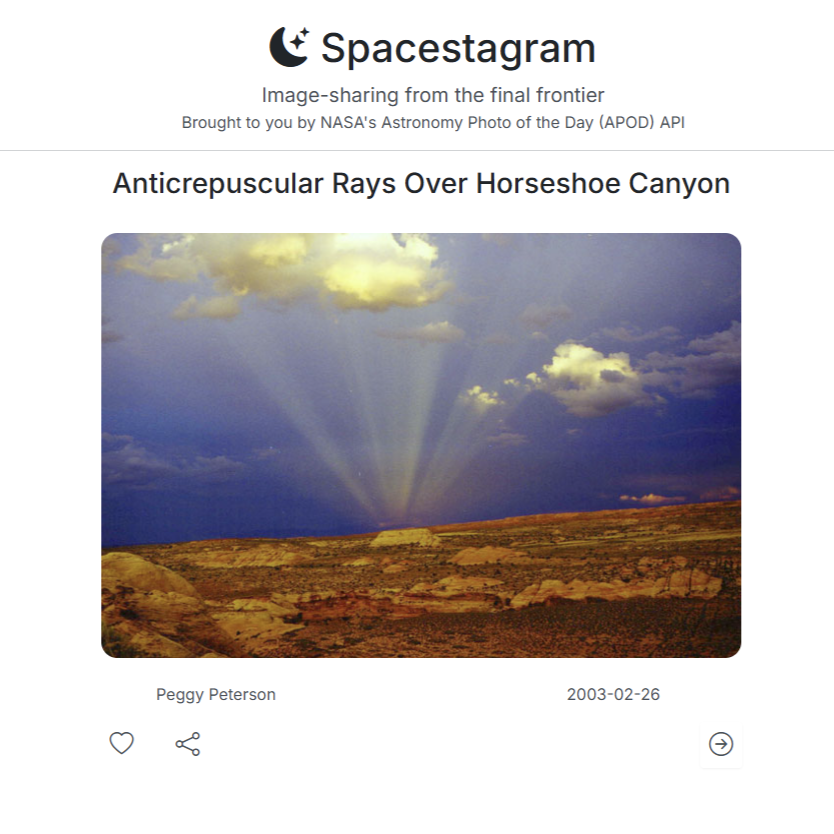 Spacestagram
Image-sharing from the final frontier
Brought to you by NASA's Astronomy Photo of the Day (APOD) API
Anticrepuscular Rays Over Horseshoe Canyon
Peggy Peterson
2003-02-26